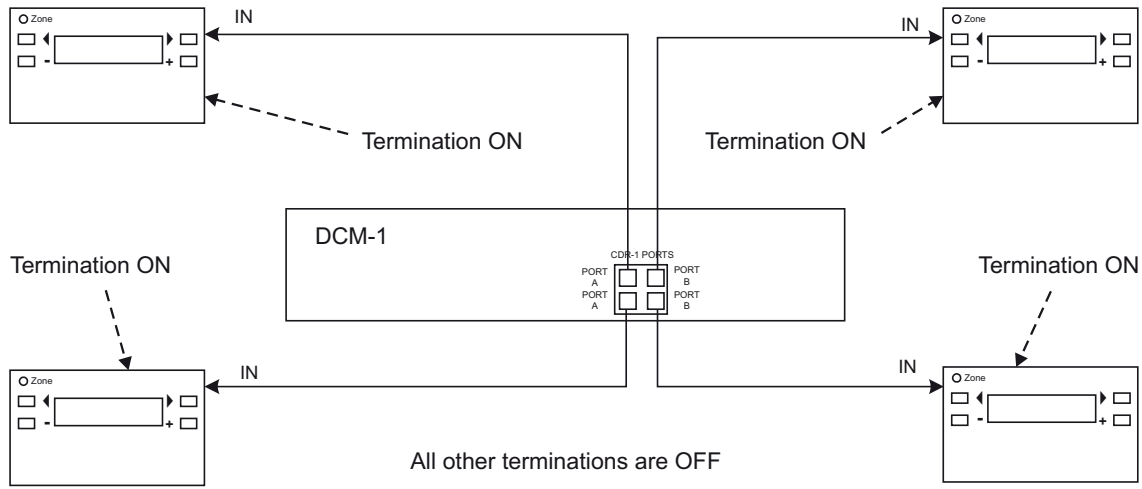 Zone
IN
- +
Termination ON
IN
Zone
- +
Termination ON
DCM-1
CDR-1 PORTS
PORT A
PORT B
PORT A
PORT B
Termination ON
Termination ON
Zone
IN
- +
IN
Zone
- +
All other terminations are OFF